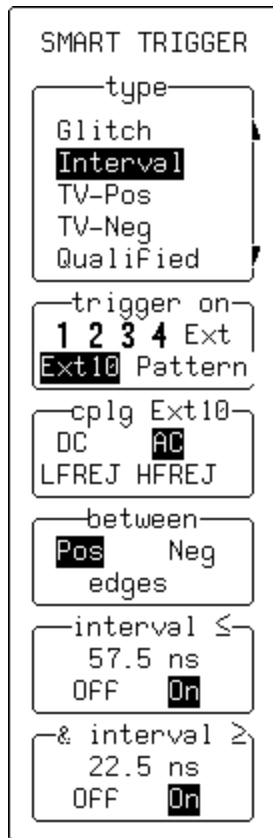 SMART TRIGGER
type
Glitch
Interval
TV-Pos
TV-Neg
Qualified
trigger on
1 2 3 4 Ext
Ext10 Pattern
cplg Ext10
DC AC
LFREJ HFREJ
between
Pos Neg
edges
interval ≤
57.5 ns
OFF On
& interval ≥
22.5 ns
OFF On